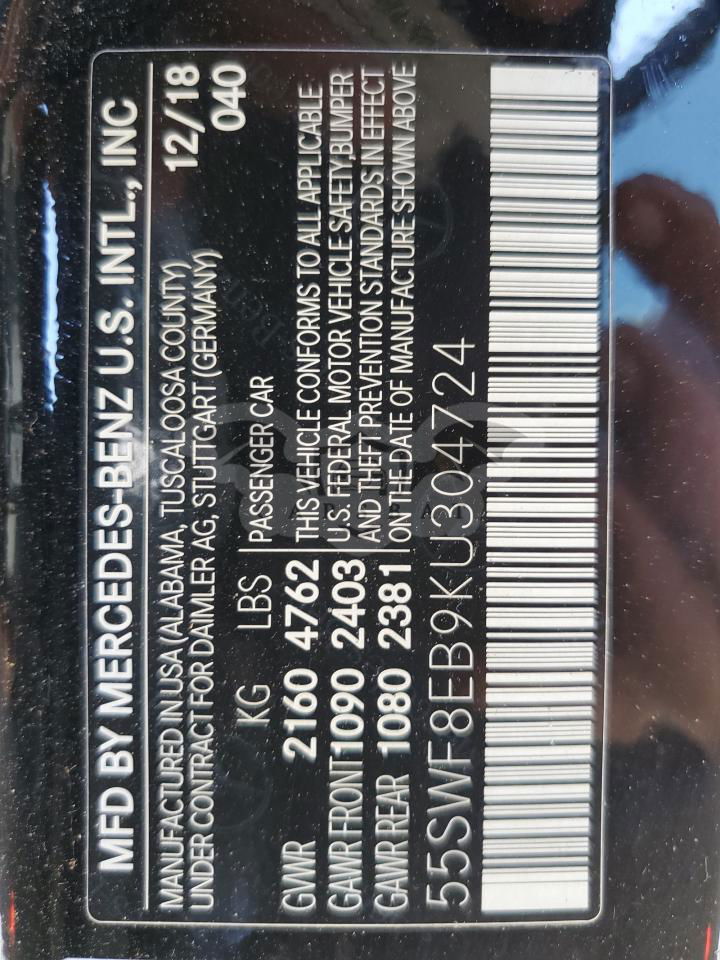 MFD BY MERCEDES-BENZ U.S. INTL., INC
MANUFACTURED IN USA (ALABAMA, TUSCALOOSA COUNTY) 12/18
UNDER CONTRACT FOR DAIMLER AG, STUTTGART (GERMANY) 040
KG LBS PASSENGER CAR
GVWR 2160 4762 THIS VEHICLE CONFORMS TO ALL APPLICABLE
GAWR FRONT 1090 2403 U.S. FEDERAL MOTOR VEHICLE SAFETY,BUMPER
GAWR REAR 1080 2381 AND THEFT PREVENTION STANDARDS IN EFFECT
ON THE DATE OF MANUFACTURE SHOWN ABOVE
55SWF8EB9KU304724